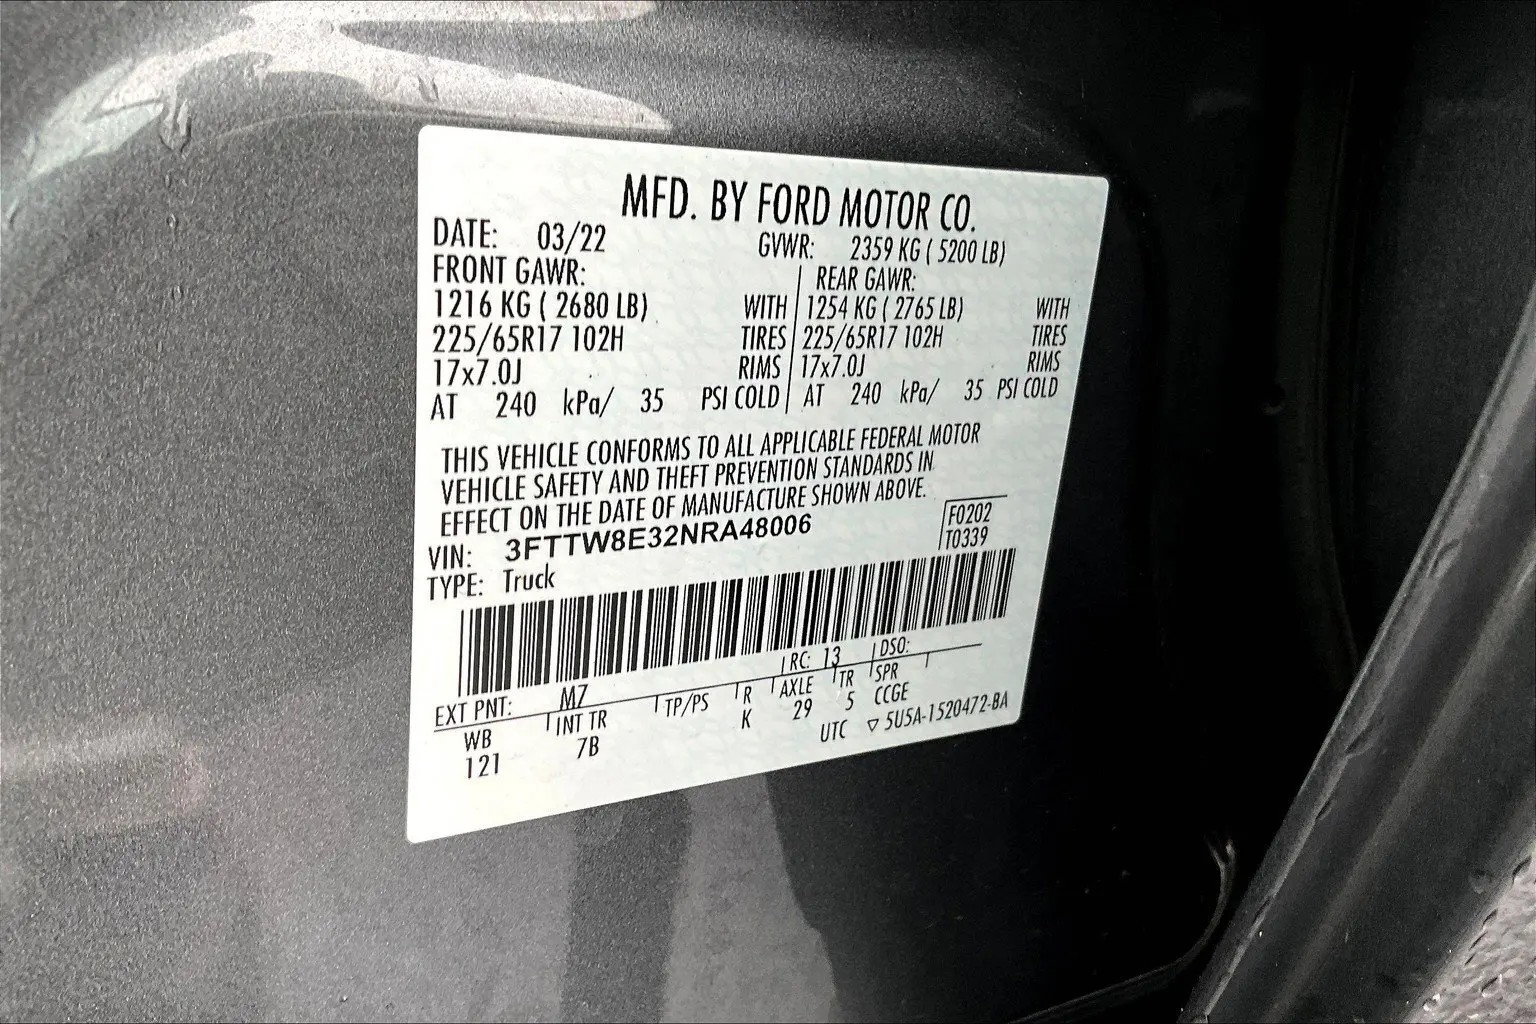 MFD. BY FORD MOTOR CO.
DATE: 03/22 GVWR: 2359 KG ( 5200 LB)
FRONT GAWR: REAR GAWR:
1216 KG ( 2680 LB) WITH 1254 KG ( 2765 LB) WITH
225/65R17 102H TIRES 225/65R17 102H TIRES
17x7.0J RIMS 17x7.0J RIMS
AT 240 kPa/ 35 PSI COLD AT 240 kPa/ 35 PSI COLD
THIS VEHICLE CONFORMS TO ALL APPLICABLE FEDERAL MOTOR
VEHICLE SAFETY AND THEFT PREVENTION STANDARDS IN
EFFECT ON THE DATE OF MANUFACTURE SHOWN ABOVE.
VIN: 3FTTW8E32NRA48006 F0202
TYPE: Truck T0339
EXT PNT: MZ RC: 13 DSO:
WB INT TR TP/PS R AXLE TR SPR
121 7B K 29 5 CCGE
UTC ▽ 5U5A-1520472-BA